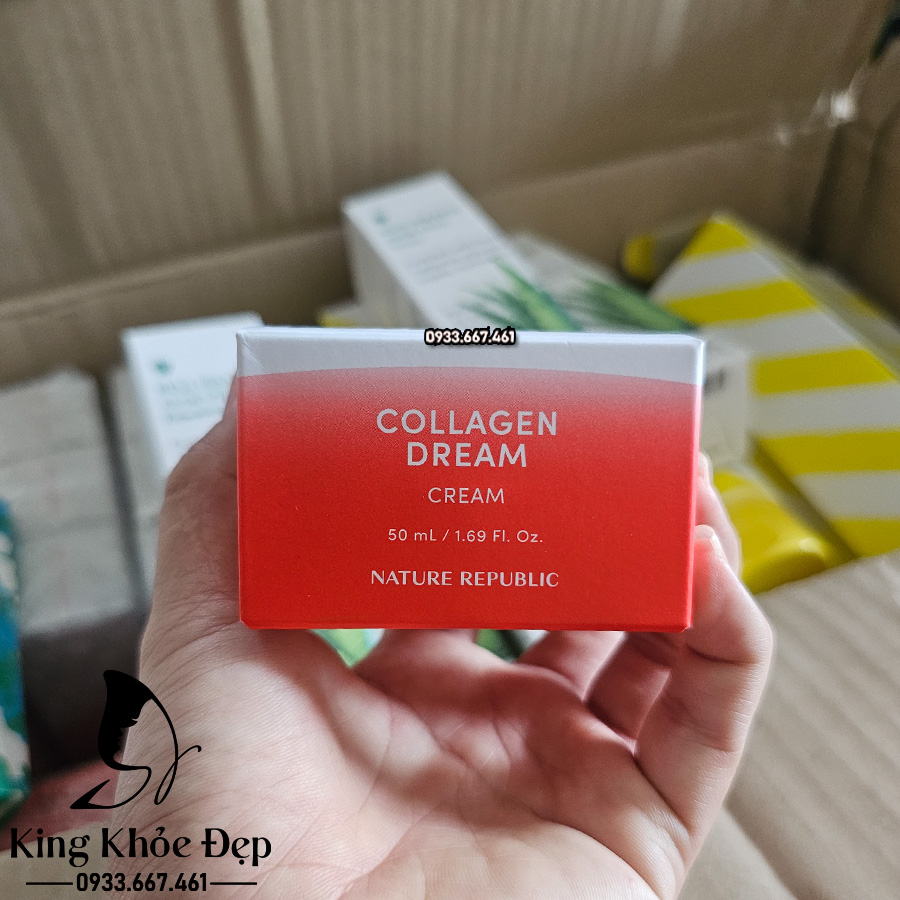 0933.667.461
COLLAGEN
DREAM
CREAM
50 mL / 1.69 Fl. Oz.
NATURE REPUBLIC
King Khỏe Đẹp
0933.667.461